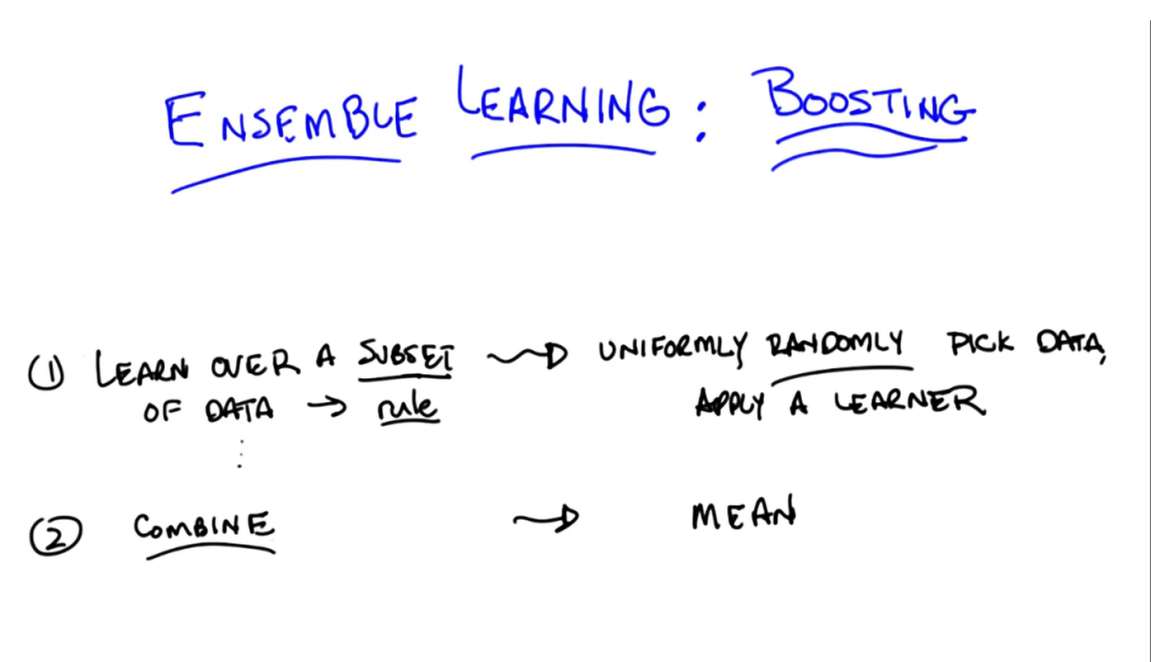 ENSEMBLE LEARNING: BOOSTING
(1) LEARN OVER A SUBSET → UNIFORMLY RANDOMLY PICK DATA,
OF DATA → rule APPLY A LEARNER
⋮
(2) COMBINE → MEAN